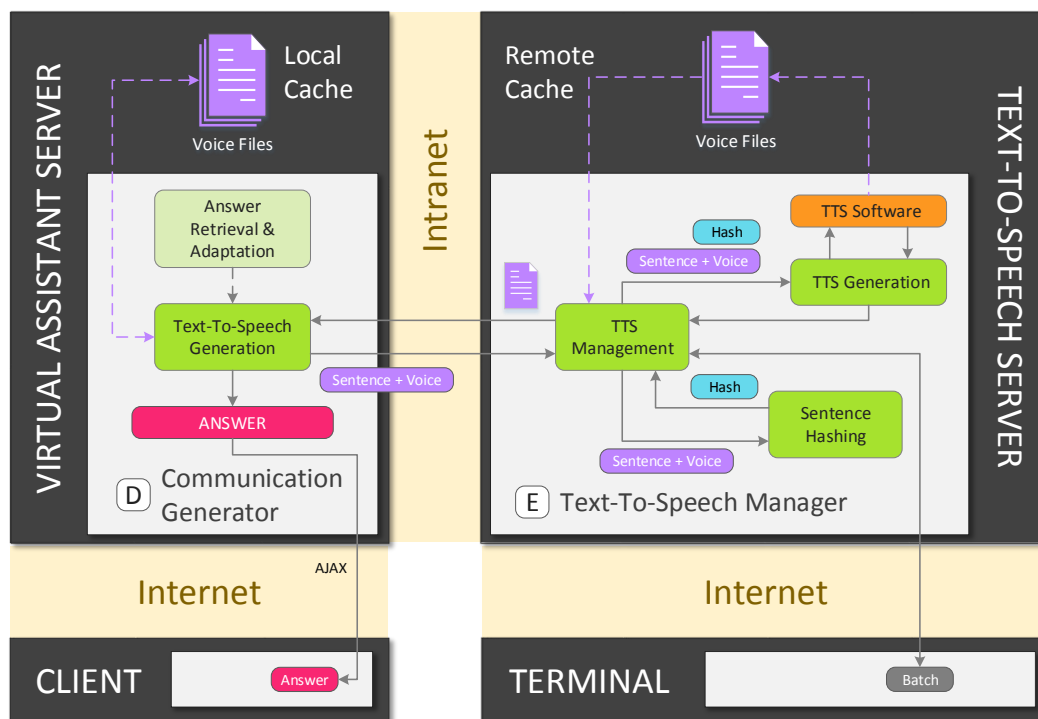 VIRTUAL ASSISTANT SERVER
Local
Cache
Voice Files
Answer
Retrieval &
Adaptation
Text-To-Speech
Generation
Sentence + Voice
ANSWER
D
Communication
Generator
Intranet
Remote
Cache
Voice Files
TEXT-TO-SPEECH SERVER
TTS Software
Hash
Sentence + Voice
TTS Generation
TTS
Management
Hash
Sentence
Hashing
Sentence + Voice
E
Text-To-Speech Manager
AJAX
Internet
Internet
CLIENT
Answer
TERMINAL
Batch